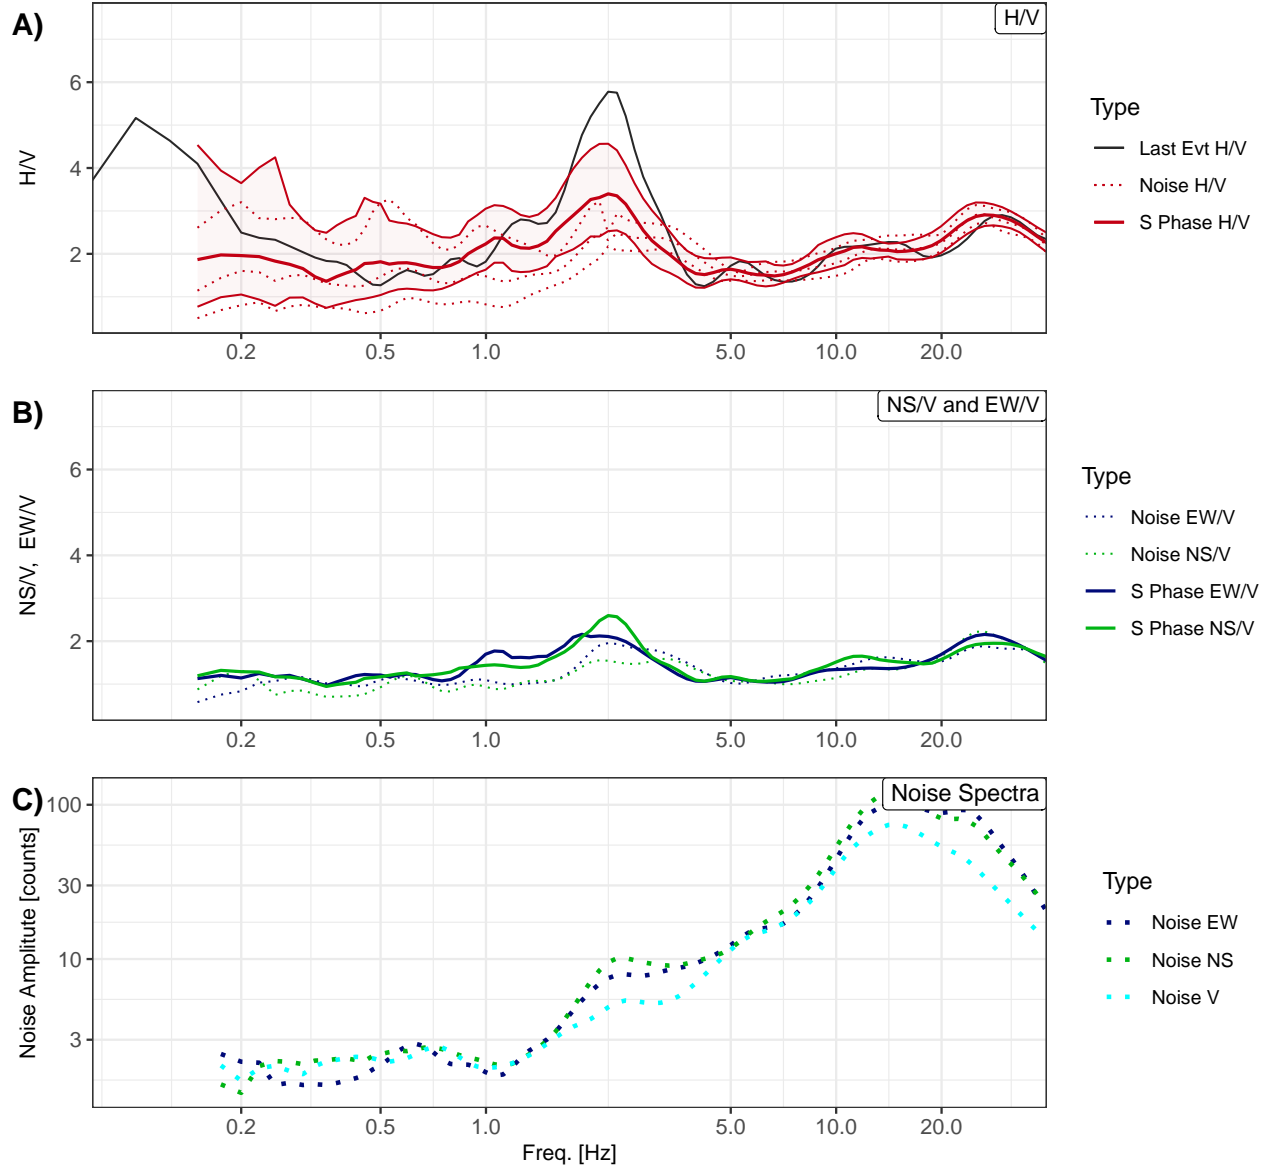 A)
H/V
6
4
2
H/V
0.2 0.5 1.0 5.0 10.0 20.0
Type
Last Evt H/V
Noise H/V
S Phase H/V
B)
NS/V and EW/V
6
4
2
NS/V, EW/V
0.2 0.5 1.0 5.0 10.0 20.0
Type
Noise EW/V
Noise NS/V
S Phase EW/V
S Phase NS/V
C)
Noise Spectra
100
30
10
3
Noise Amplitute [counts]
0.2 0.5 1.0 5.0 10.0 20.0
Freq. [Hz]
Type
Noise EW
Noise NS
Noise V